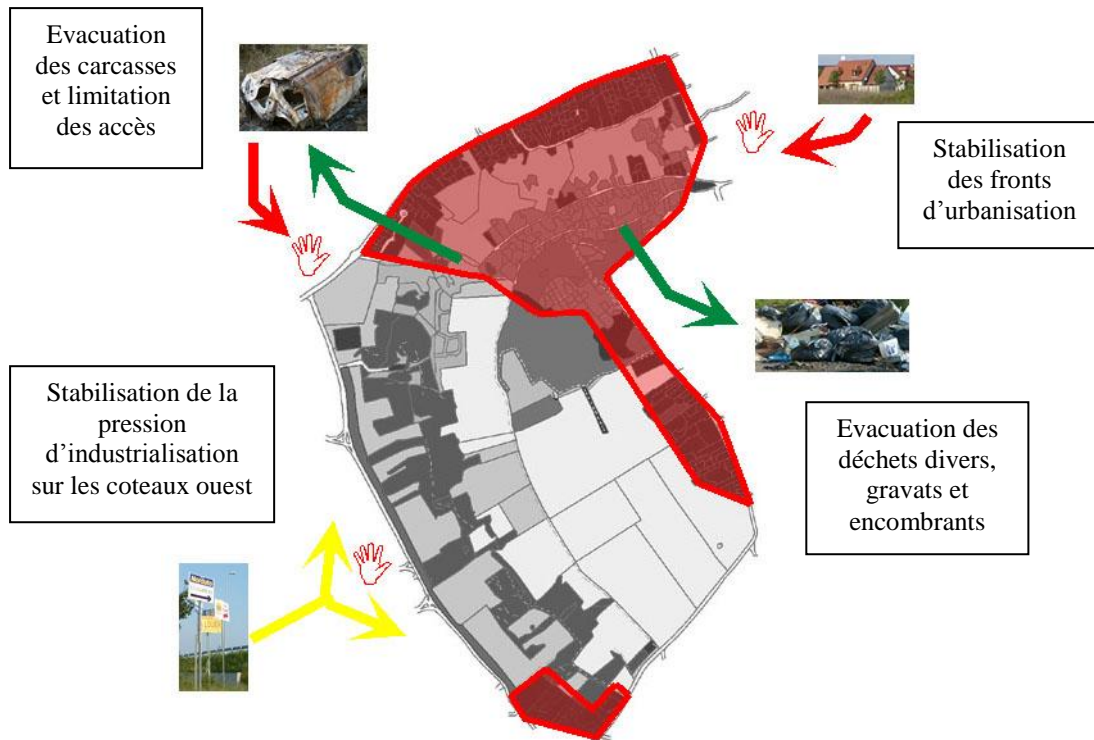 Evacuation
des carcasses
et limitation
des accès
Stabilisation
des fronts
d’urbanisation
Stabilisation de la
pression
d’industrialisation
sur les coteaux ouest
Evacuation des
déchets divers,
gravats et
encombrants